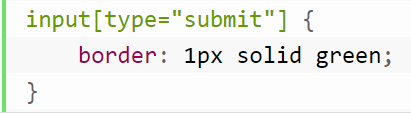 input[type="submit"] {
    border: 1px solid green;
}